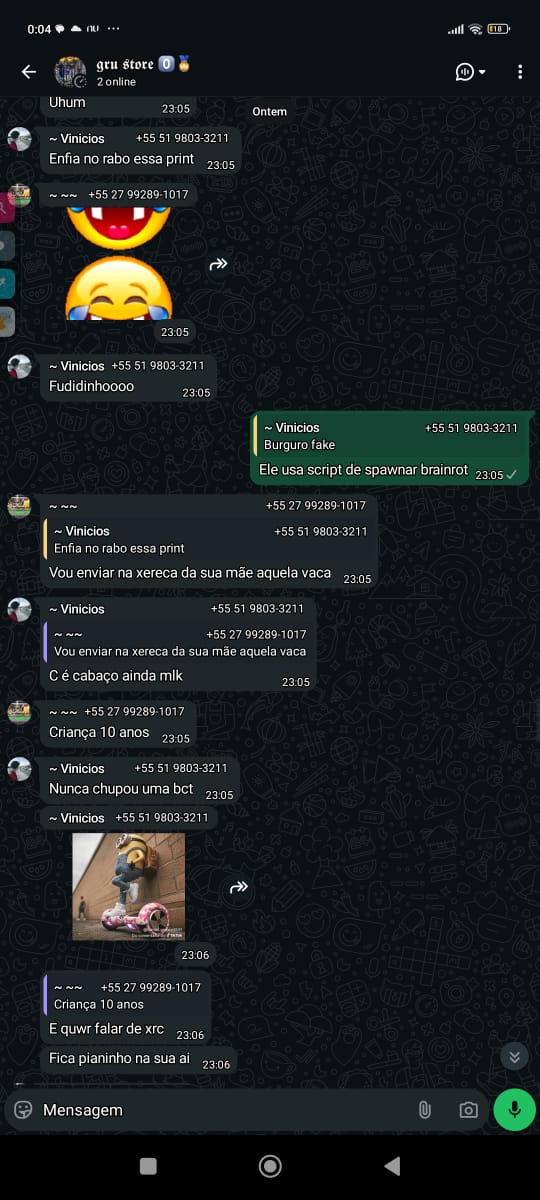 0:04
18
gru store 0
2 online
Uhum
23:05
Ontem
~ Vinicios +55 51 9803-3211
Enfia no rabo essa print 23:05
~ ~~ +55 27 99289-1017
23:05
~ Vinicios +55 51 9803-3211
Fudidinhoooo 23:05
~ Vinicios +55 51 9803-3211
Burguro fake
Ele usa script de spawnar brainrot 23:05
~ ~~ +55 27 99289-1017
~ Vinicios +55 51 9803-3211
Enfia no rabo essa print
Vou enviar na xereca da sua mãe aquela vaca 23:05
~ Vinicios +55 51 9803-3211
~ ~~ +55 27 99289-1017
Vou enviar na xereca da sua mãe aquela vaca
C é cabaço ainda mlk 23:05
~ ~~ +55 27 99289-1017
Criança 10 anos 23:05
~ Vinicios +55 51 9803-3211
Nunca chupou uma bct 23:05
~ Vinicios +55 51 9803-3211
23:06
~ ~~ +55 27 99289-1017
Criança 10 anos
E quwr falar de xrc 23:06
Fica pianinho na sua ai 23:06
Mensagem